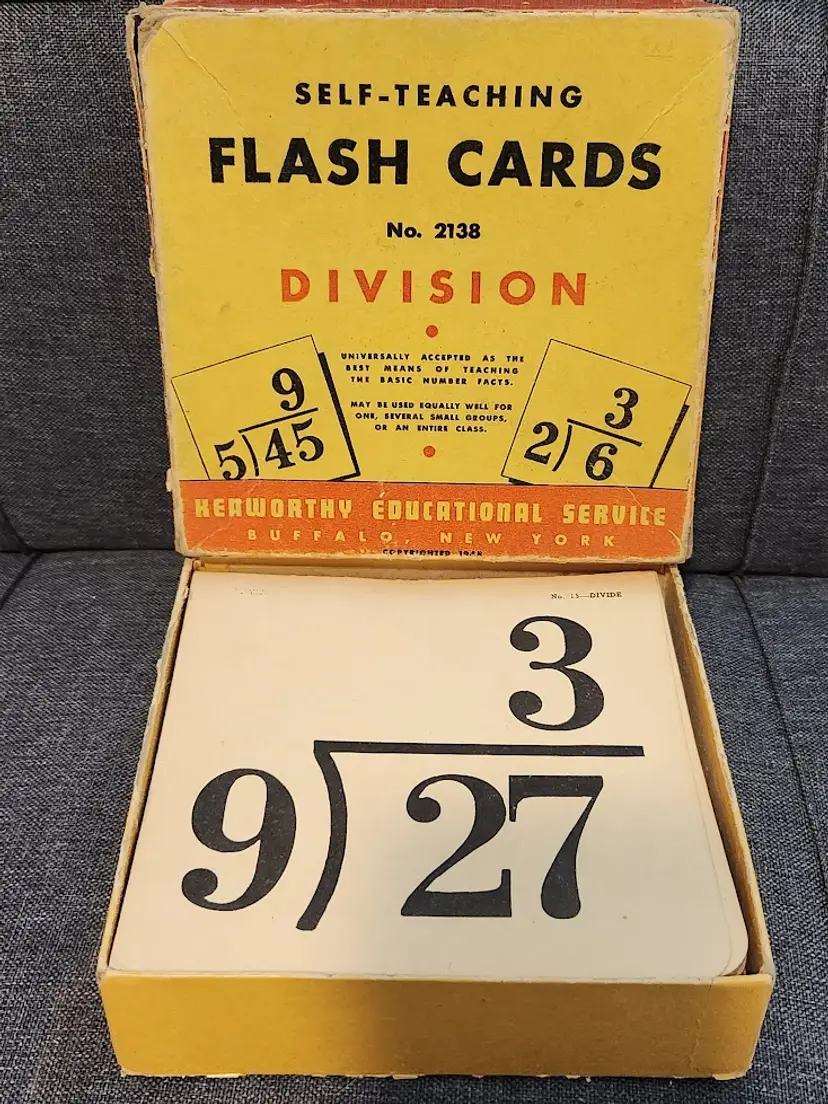 SELF-TEACHING
FLASH CARDS
No. 2138
DIVISION
UNIVERSALLY ACCEPTED AS THE
BEST MEANS OF TEACHING
THE BASIC NUMBER FACTS.
MAY BE USED EQUALLY WELL FOR
ONE, SEVERAL SMALL GROUPS,
OR AN ENTIRE CLASS.
9
5)45
3
2)6
KENWORTHY EDUCATIONAL SERVICE
BUFFALO, NEW YORK
COPYRIGHTED
No. 15—DIVIDE
3
9)27